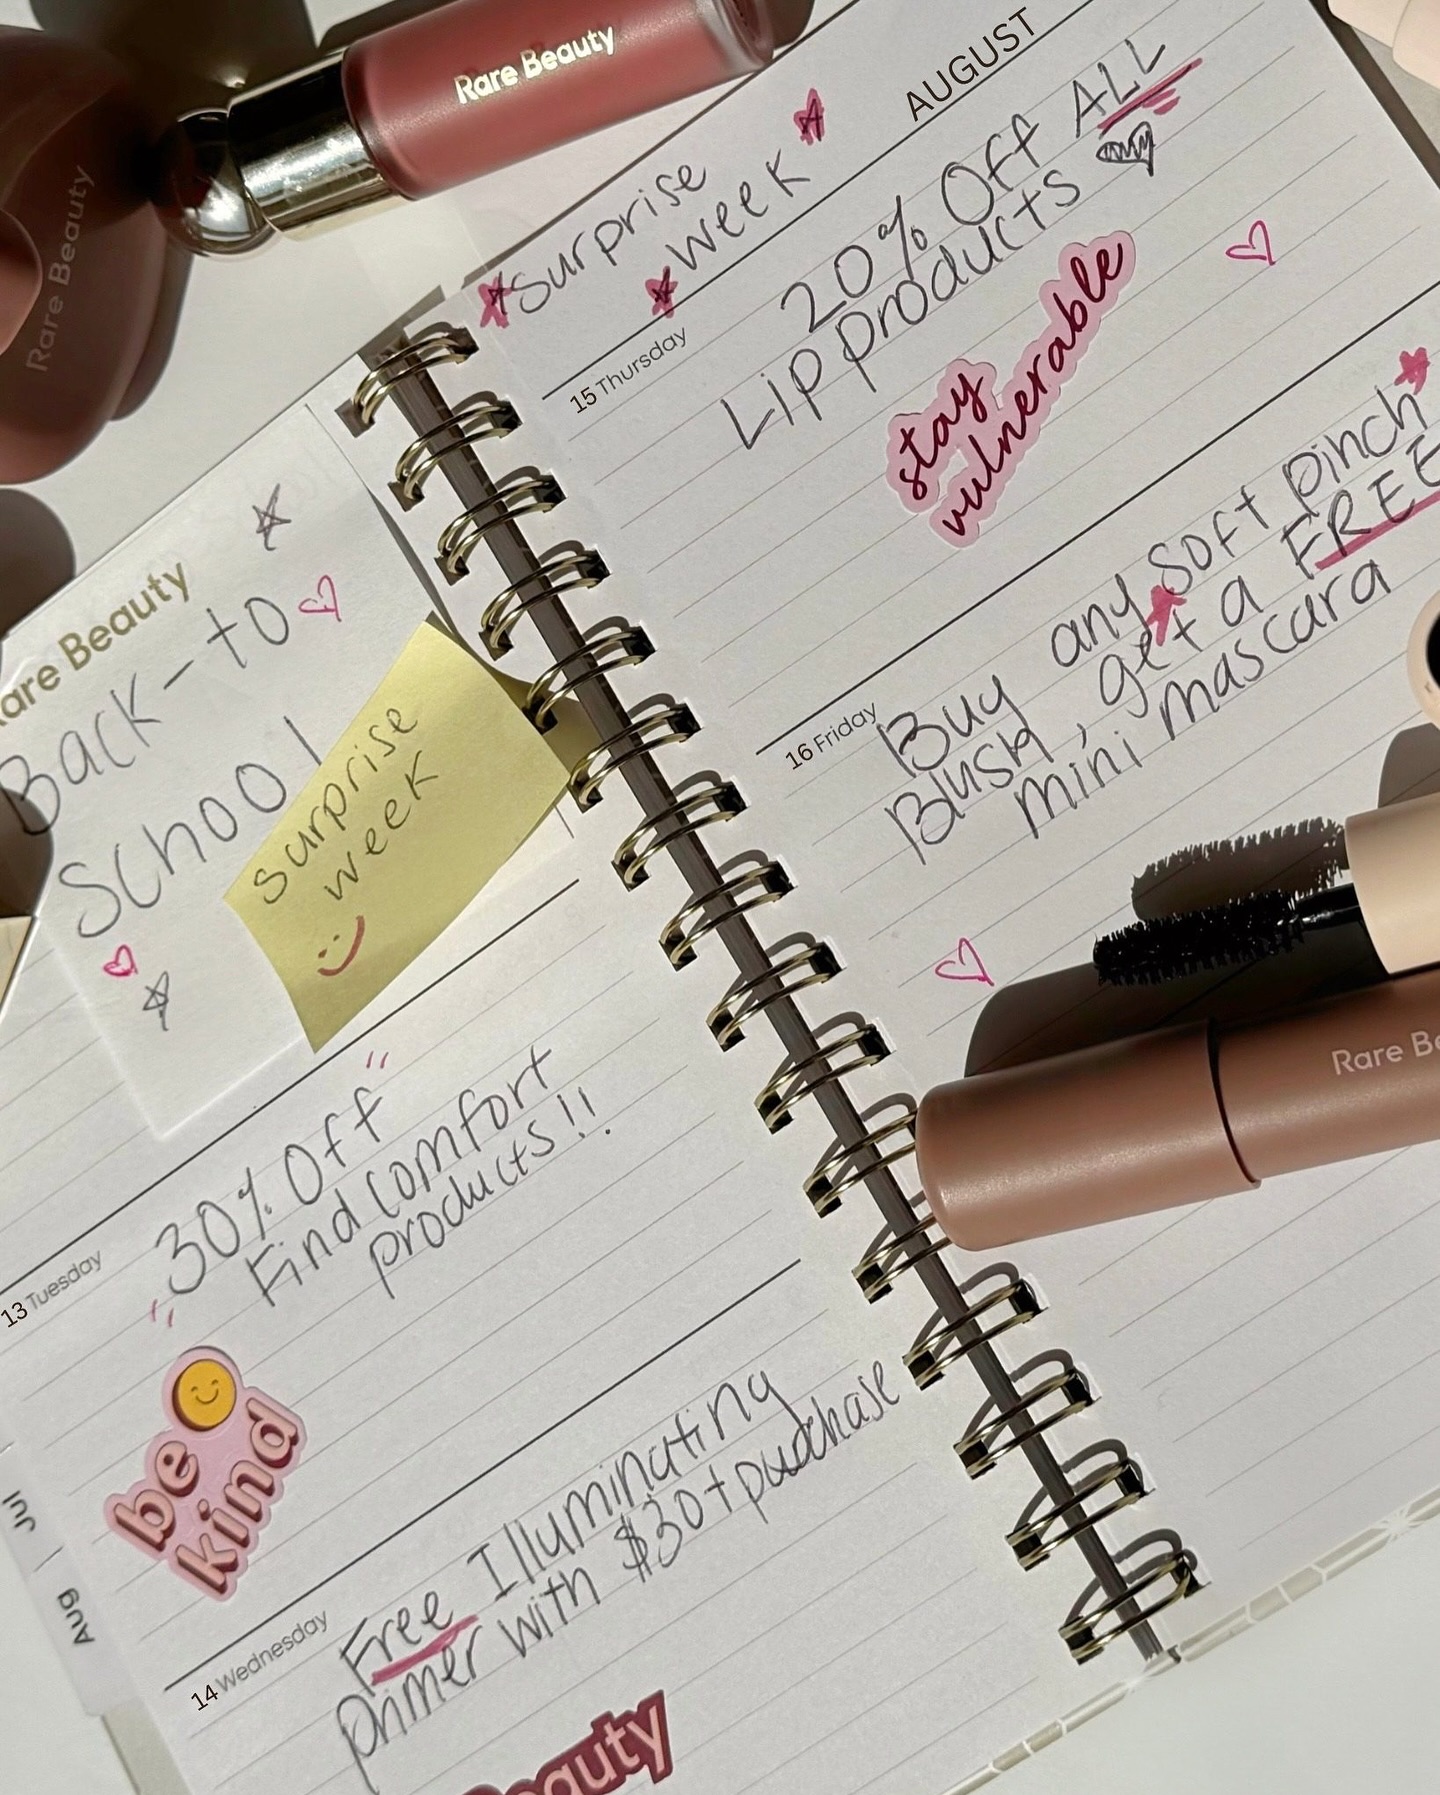 Rare Beauty
Rare Beauty
AUGUST
surprise
week
15 Thursday
20% Off ALL
Lip products
stay
vulnerable
16 Friday
Buy any soft pinch
Blush, get a FREE
mini mascara
Rare Be
Rare Beauty
Back-to
School
surprise
week
13 Tuesday
30% Off
Find comfort
products!!
be
kind
Jul
Aug
14 Wednesday
Free Illuminating
primer with $30+ purchase
Beauty